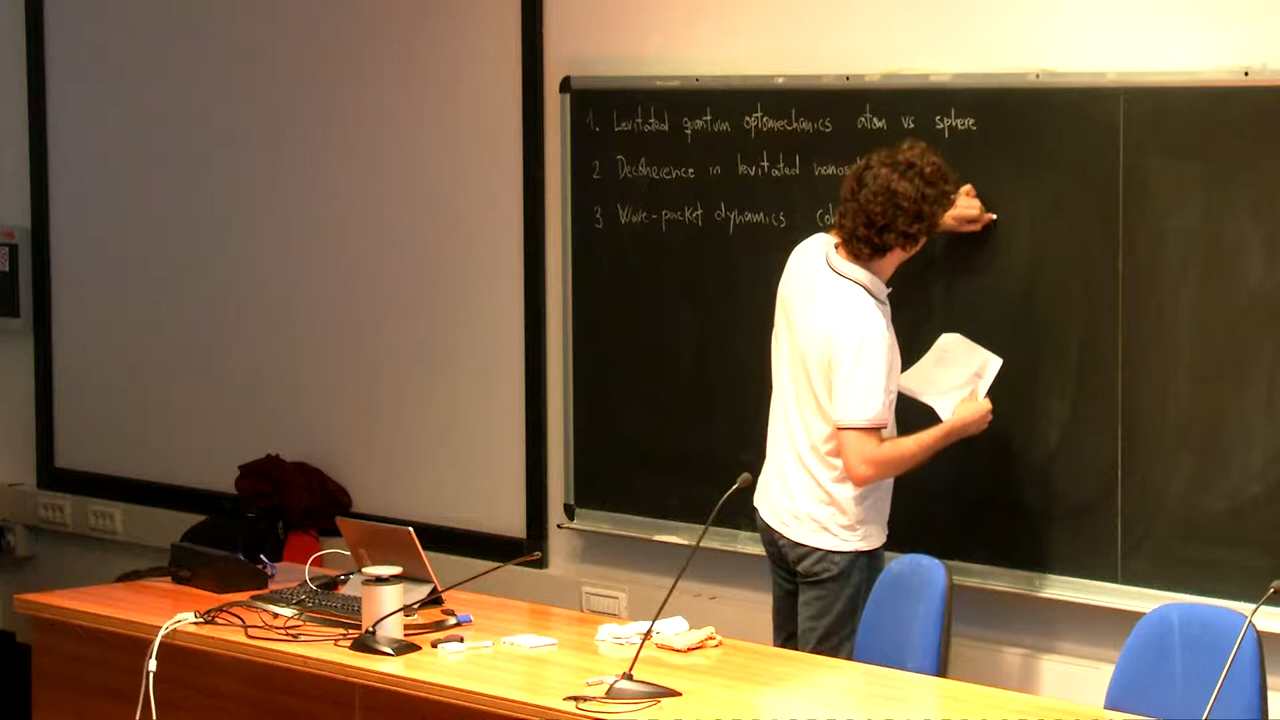 1. Levitated quantum optomechanics atom vs sphere
2 Decoherence in levitated
3 Wave-packet dynamics